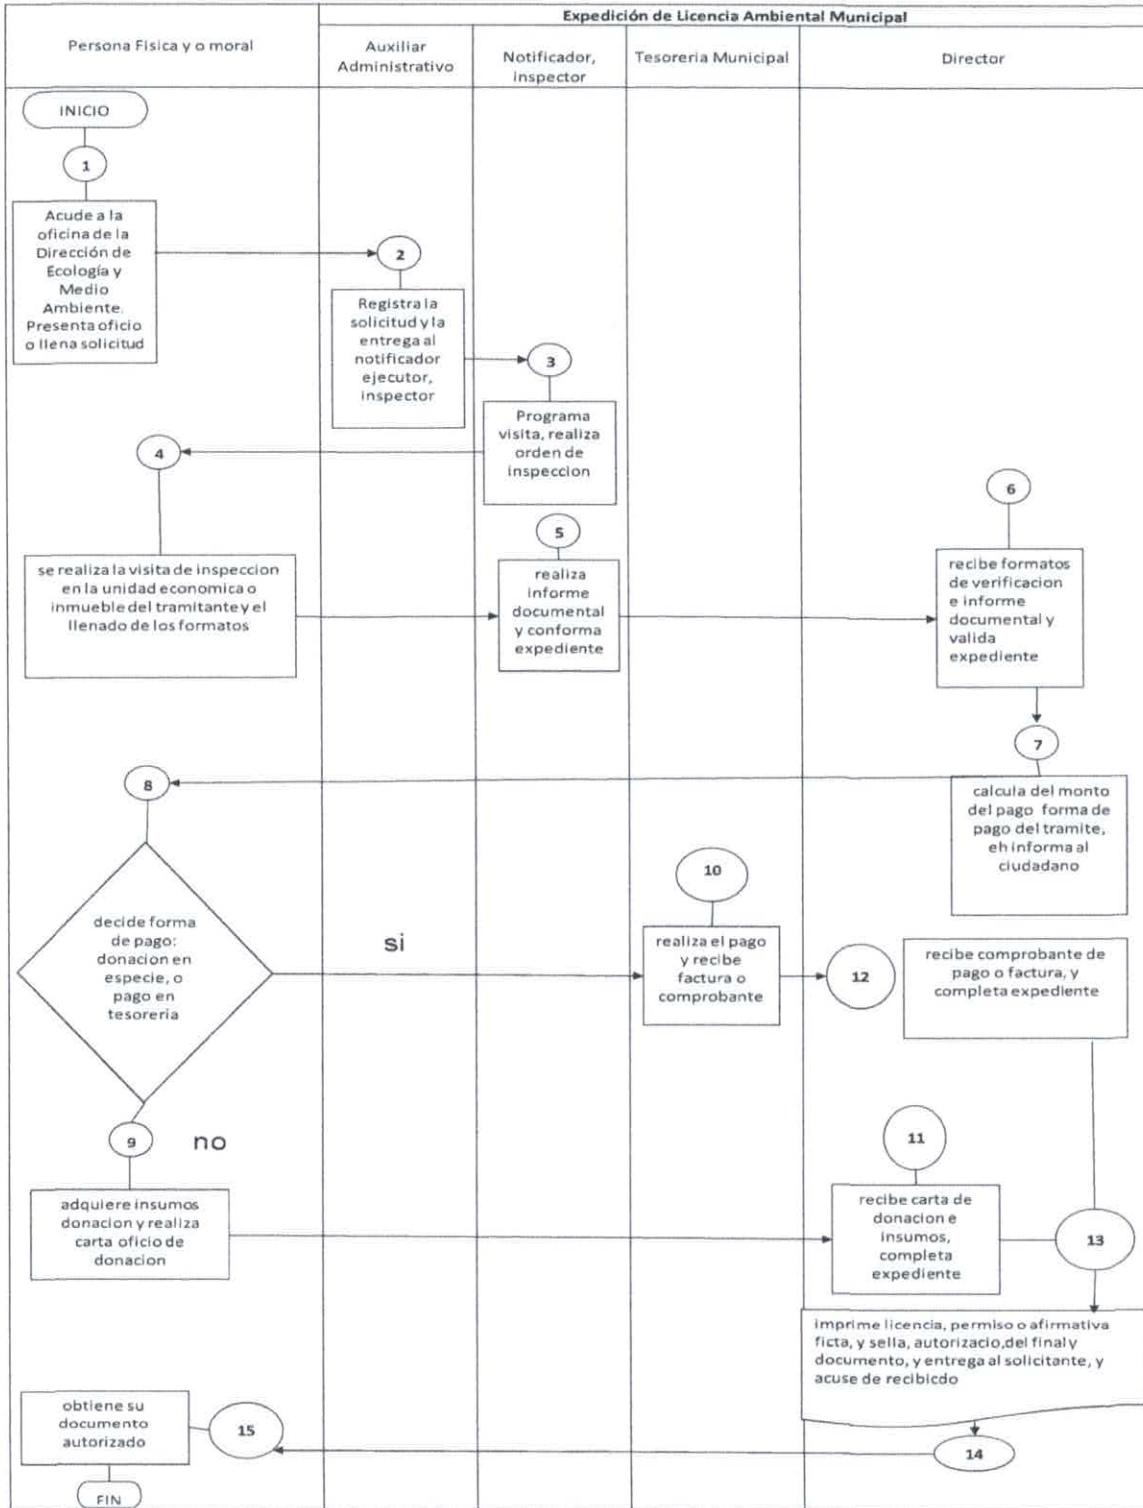 Expedición de Licencia Ambiental Municipal
Persona Fisica y o moral
Auxiliar
Administrativo
Notificador,
inspector
Tesoreria Municipal
Director
INICIO
1
Acude a la
oficina de la
Dirección de
Ecología y
Medio
Ambiente.
Presenta oficio
o llena solicitud
2
Registra la
solicitud y la
entrega al
notificador
ejecutor,
inspector
3
Programa
visita, realiza
orden de
inspeccion
4
se realiza la visita de inspeccion
en la unidad economica o
inmueble del tramitante y el
llenado de los formatos
5
realiza
informe
documental
y conforma
expediente
6
recibe formatos
de verificacion
e informe
documental y
valida
expediente
7
calcula del monto
del pago forma de
pago del tramite,
eh informa al
ciudadano
8
decide forma
de pago:
donacion en
especie, o
pago en
tesoreria
si
10
realiza el pago
y recibe
factura o
comprobante
12
recibe comprobante de
pago o factura, y
completa expediente
9
no
adquiere insumos
donacion y realiza
carta oficio de
donacion
11
recibe carta de
donacion e
insumos,
completa
expediente
13
imprime licencia, permiso o afirmativa
ficta, y sella, autorizacio,del final y
documento, y entrega al solicitante, y
acuse de recibicdo
14
15
obtiene su
documento
autorizado
FIN